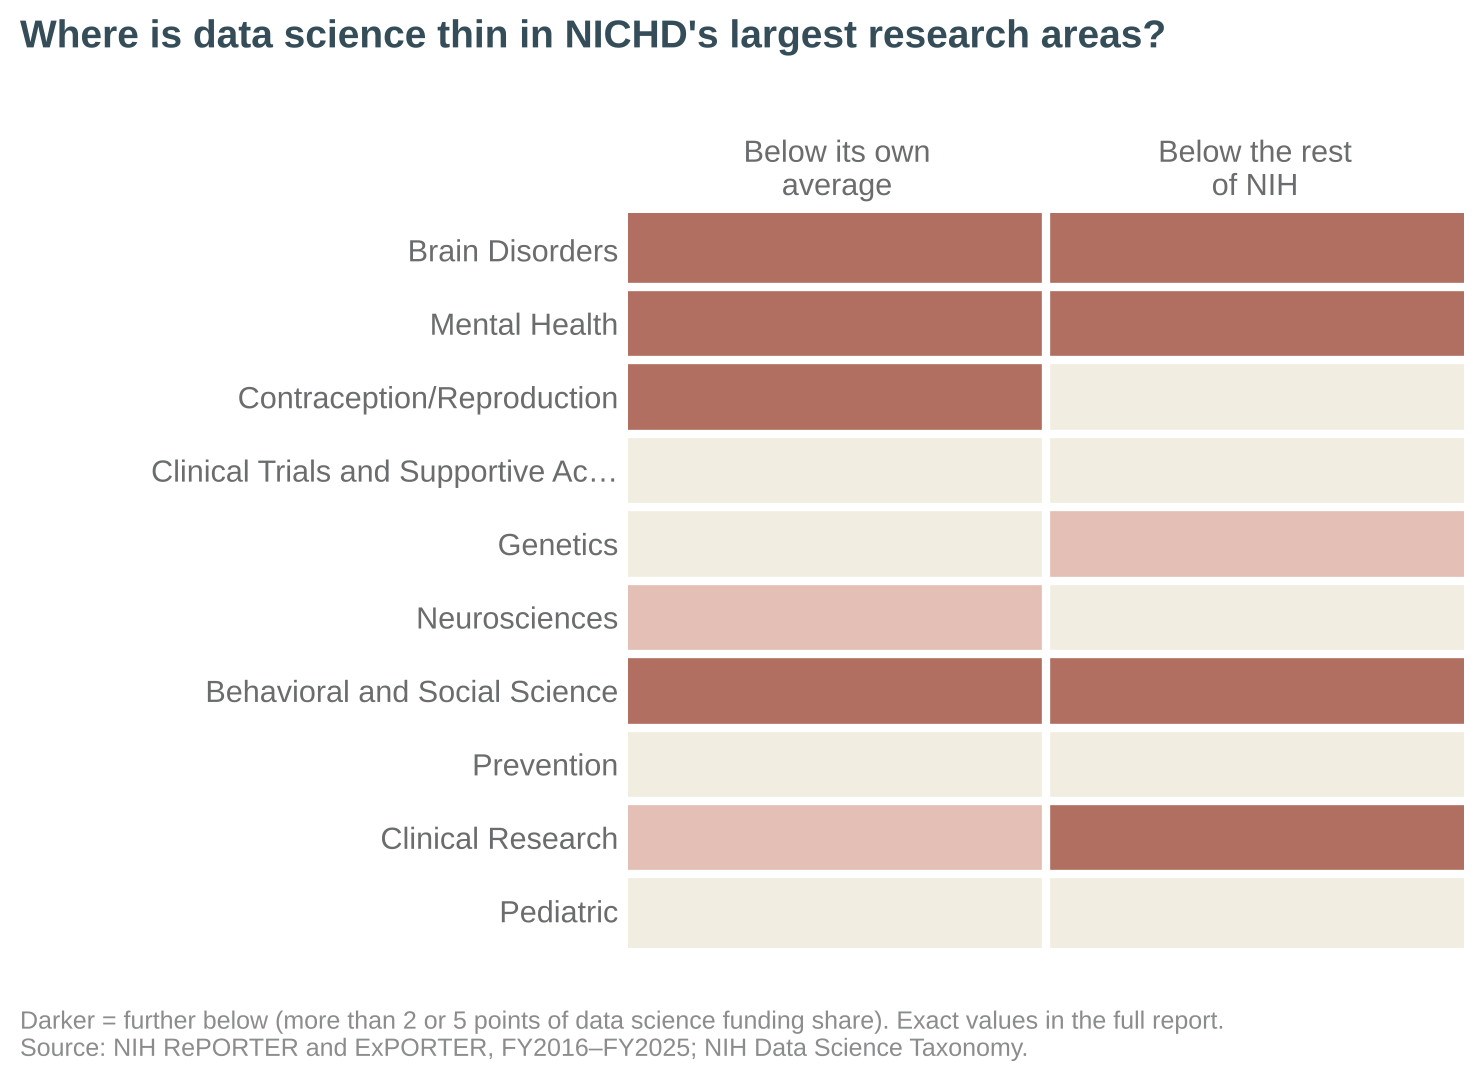 Where is data science thin in NICHD's largest research areas?
Below its own
average
Below the rest
of NIH
Brain Disorders
Mental Health
Contraception/Reproduction
Clinical Trials and Supportive Ac…
Genetics
Neurosciences
Behavioral and Social Science
Prevention
Clinical Research
Pediatric
Darker = further below (more than 2 or 5 points of data science funding share). Exact values in the full report.
Source: NIH RePORTER and ExPORTER, FY2016–FY2025; NIH Data Science Taxonomy.